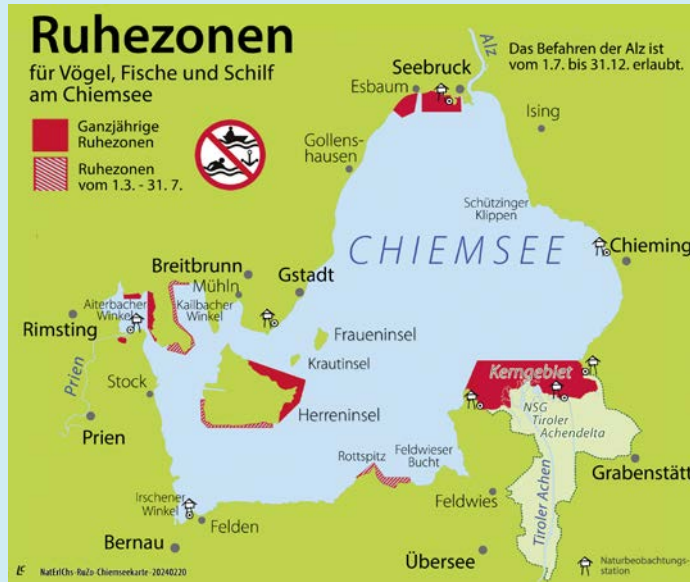 Ruhezonen
für Vögel, Fische und Schilf
am Chiemsee
Ganzjährige
Ruhezonen
Ruhezonen
vom 1.3. - 31. 7.
Alz
Das Befahren der Alz ist
vom 1.7. bis 31.12. erlaubt.
Seebruck
Esbaum
Ising
Gollens-
hausen
Schützinger
Klippen
CHIEMSEE
Chieming
Breitbrunn
Gstadt
Mühln
Aiterbacher
Winkel
Kailbacher
Winkel
Rimsting
Fraueninsel
Krautinsel
Prien
Stock
Herreninsel
Kerngebiet
NSG
Tiroler
Achendelta
Prien
Rottspitz
Feldwieser
Bucht
Grabenstätt
Tiroler Achen
Irschener
Winkel
Feldwies
Felden
Bernau
Übersee
Naturbeobachtungs-
station
NatErlChs-RuZo-Chiemseekarte-20240220